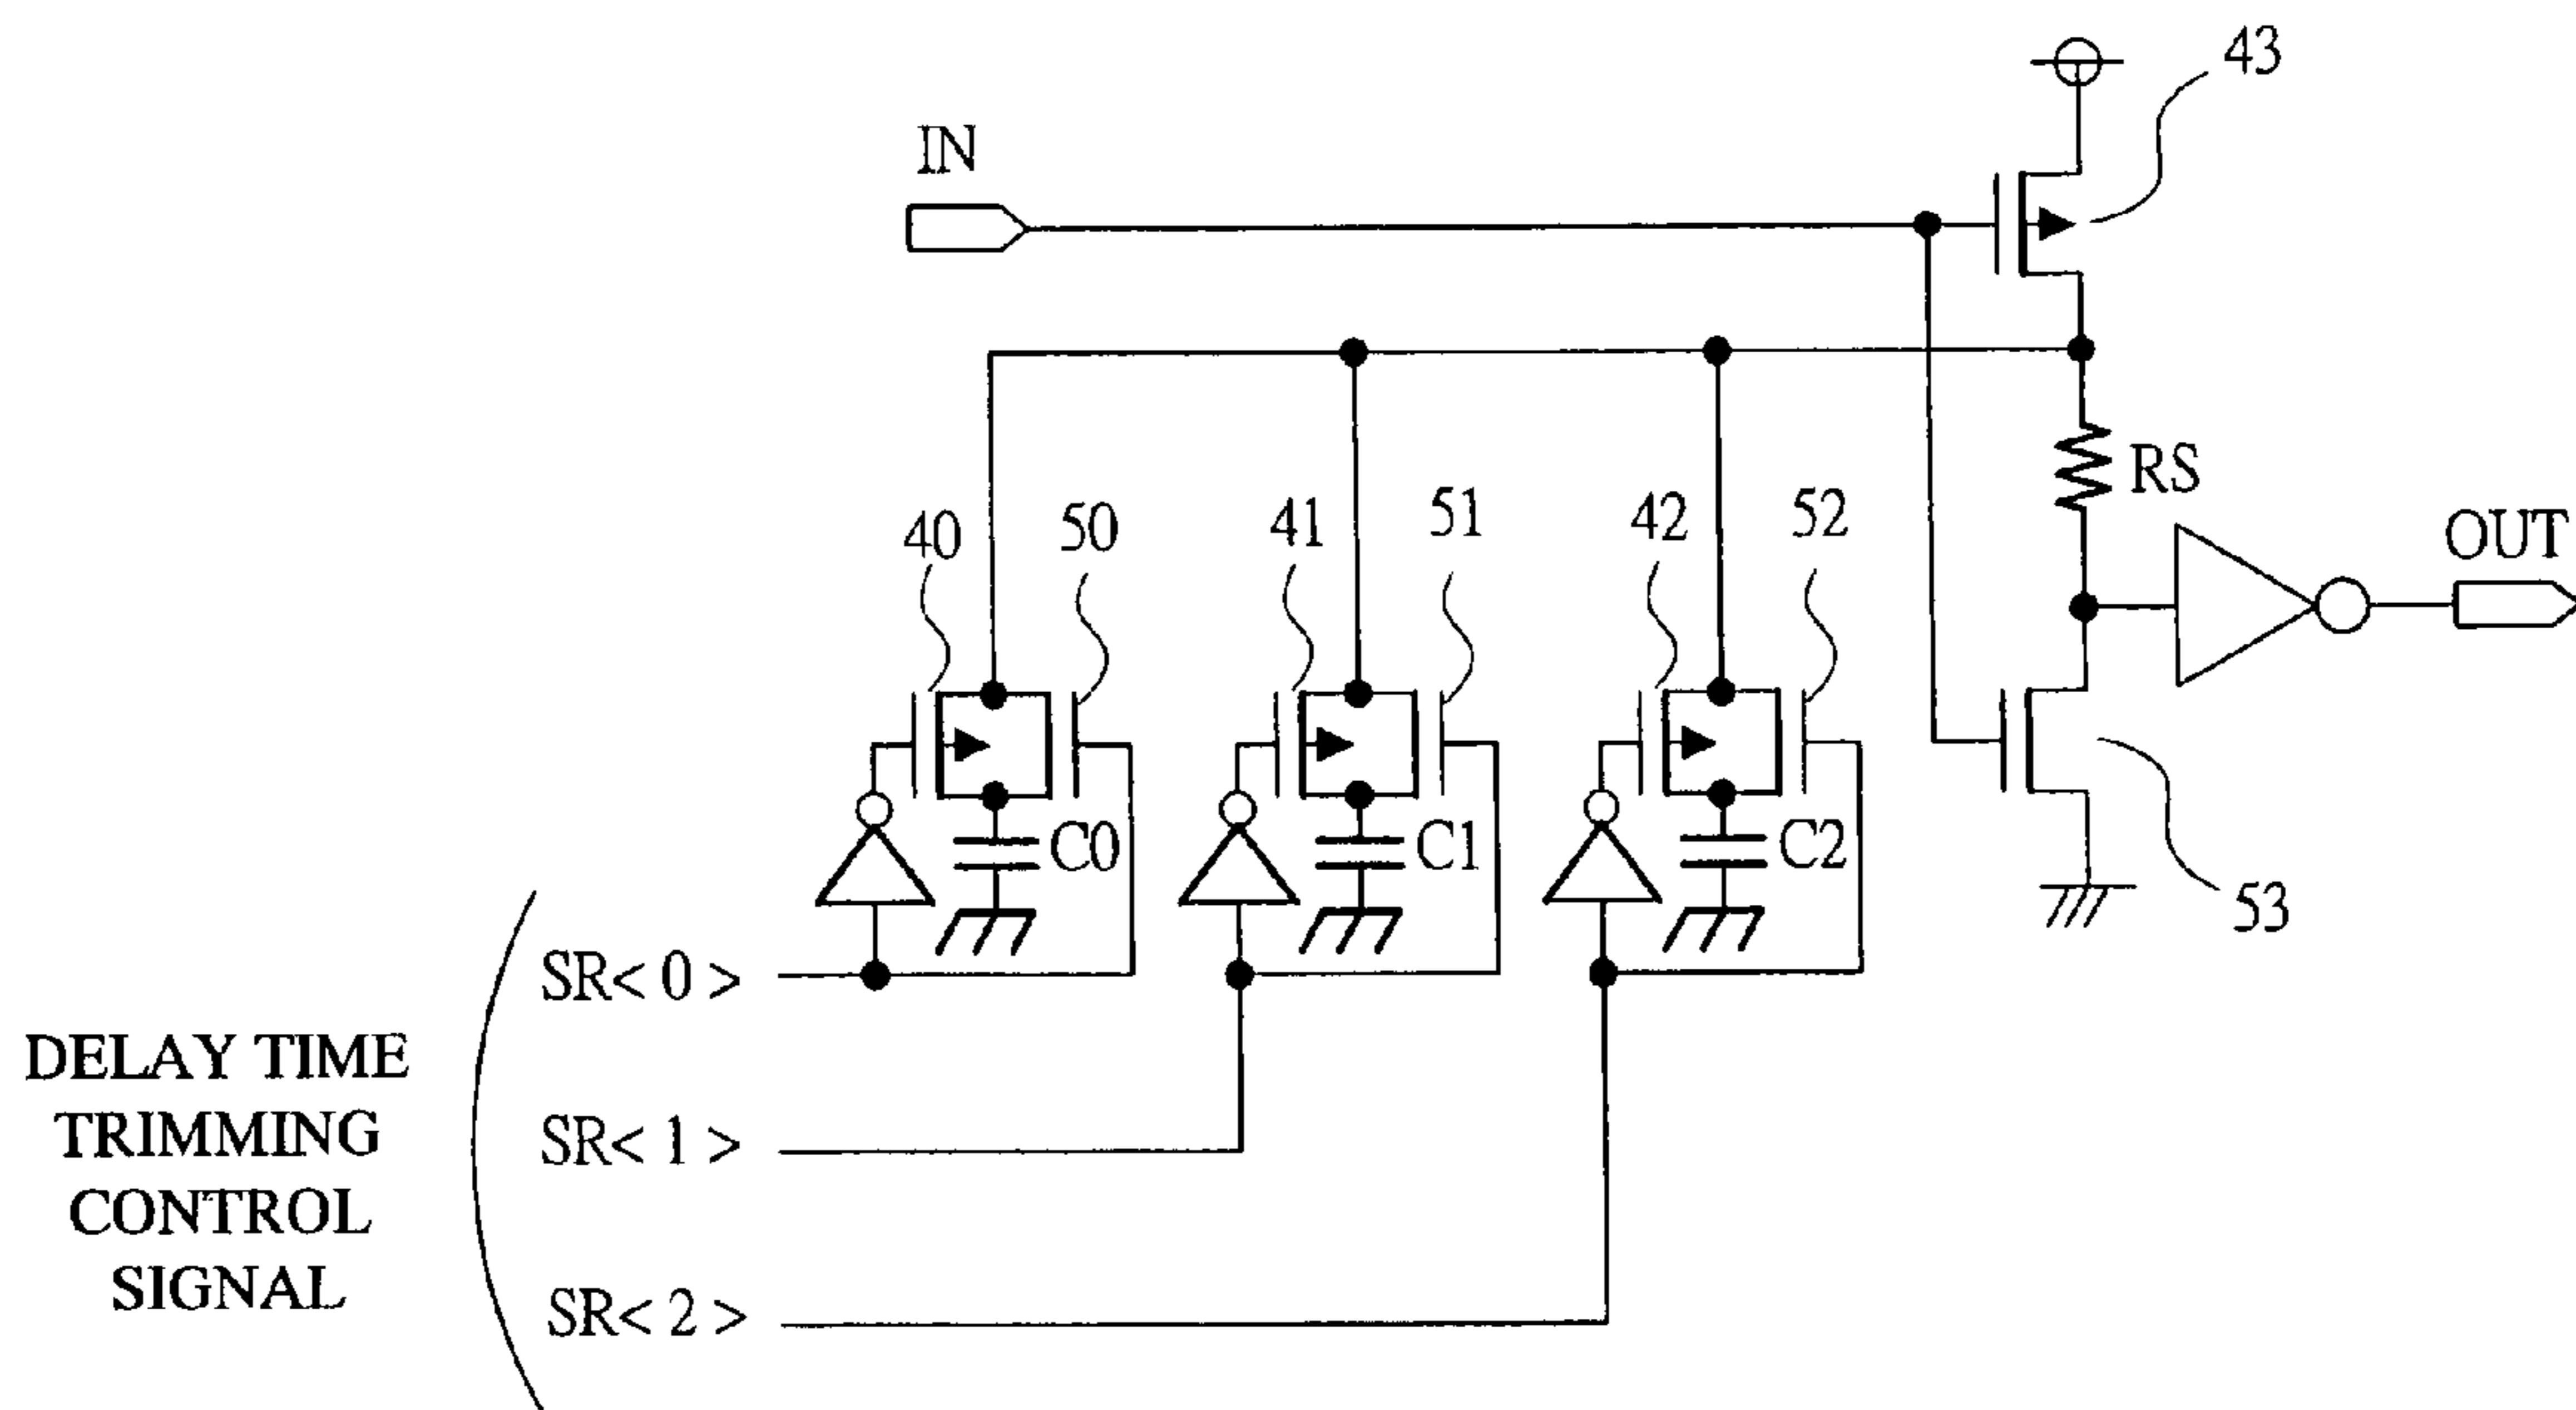 43
IN
RS
OUT
40
50
41
51
42
52
C0
C1
C2
53
SR< 0 >
DELAY TIME
TRIMMING
CONTROL
SIGNAL
SR< 1 >
SR< 2 >